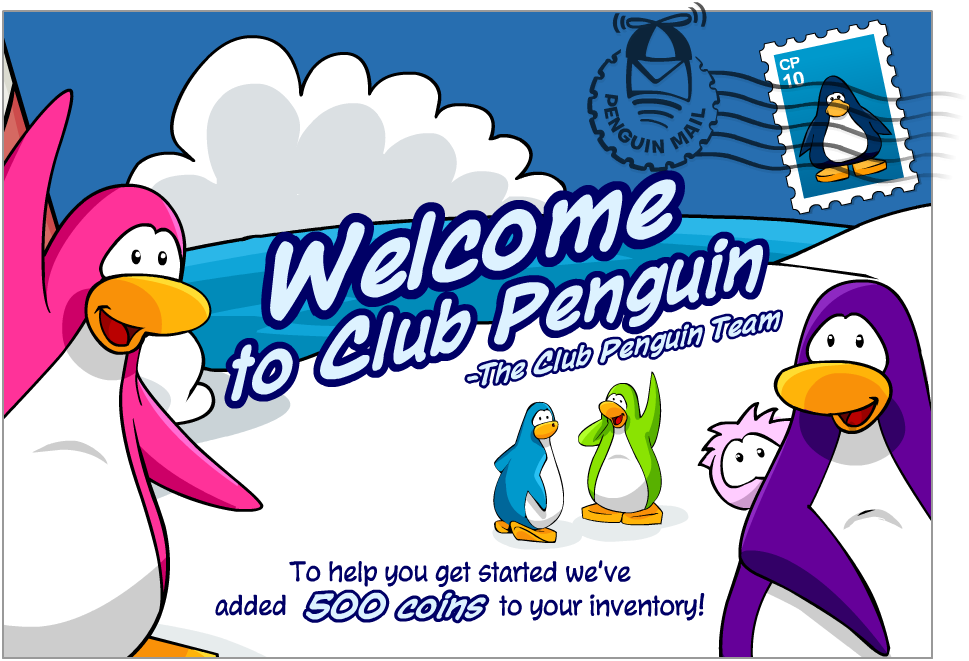 CP
10
PENGUIN MAIL
Welcome
to Club Penguin
-The Club Penguin Team
To help you get started we've
added 500 coins to your inventory!